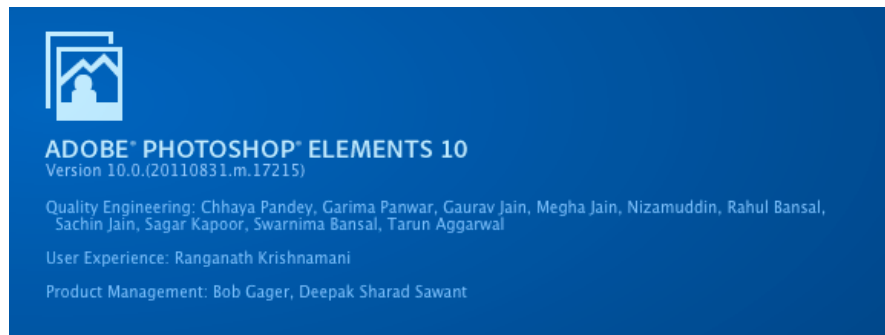 ADOBE® PHOTOSHOP® ELEMENTS 10
Version 10.0.(20110831.m.17215)
Quality Engineering: Chhaya Pandey, Garima Panwar, Gaurav Jain, Megha Jain, Nizamuddin, Rahul Bansal,
Sachin Jain, Sagar Kapoor, Swarnima Bansal, Tarun Aggarwal
User Experience: Ranganath Krishnamani
Product Management: Bob Gager, Deepak Sharad Sawant